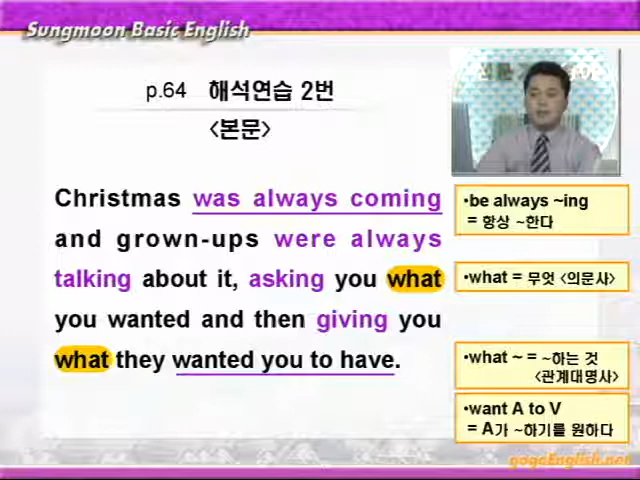 Sungmoon Basic English
p.64 해석연습 2번
<본문>
Christmas was always coming
and grown-ups were always
talking about it, asking you what
you wanted and then giving you
what they wanted you to have.
•be always ~ing
= 항상 ~한다
•what = 무엇 <의문사>
•what ~ = ~하는 것
<관계대명사>
•want A to V
= A가 ~하기를 원하다
gogoEnglish.net